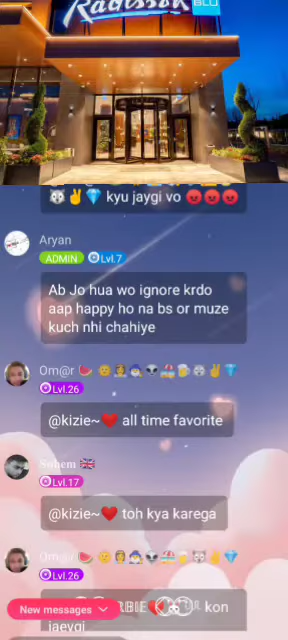 Radisson
BLU
kyu jaygi vo 😡😡😡
Aryan
ADMIN Lvl.7
Ab Jo hua wo ignore krdo
aap happy ho na bs or muze
kuch nhi chahiye
Om@r
Lvl.26
@kizie~❤️ all time favorite
Sohem 🇬🇧
Lvl.17
@kizie~❤️ toh kya karega
Om@r
Lvl.26
New messages
kon
jaeygi